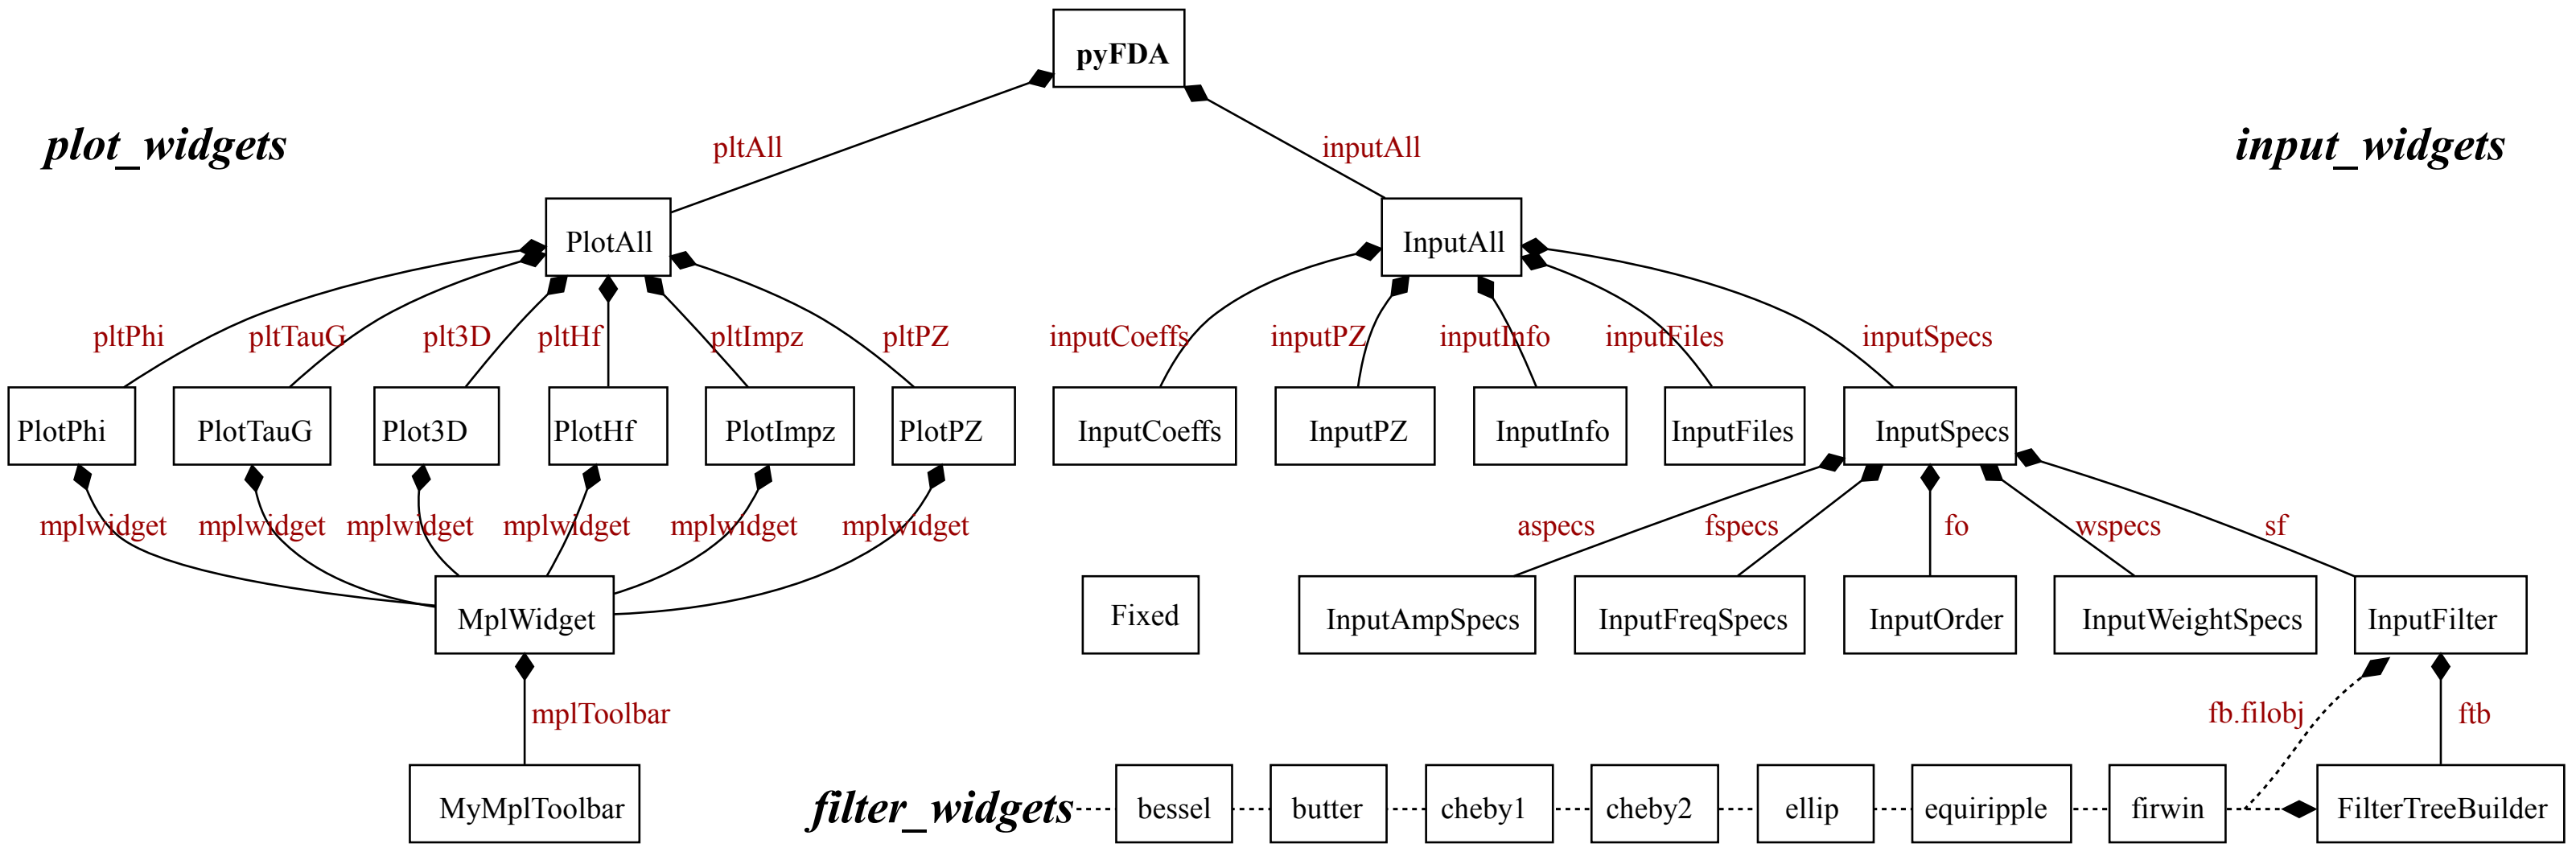 pyFDA
plot_widgets
pltAll
inputAll
input_widgets
PlotAll
InputAll
pltPhi
pltTauG
plt3D
pltHf
pltImpz
pltPZ
inputCoeffs
inputPZ
inputInfo
inputFiles
inputSpecs
PlotPhi
PlotTauG
Plot3D
PlotHf
PlotImpz
PlotPZ
InputCoeffs
InputPZ
InputInfo
InputFiles
InputSpecs
mplwidget
mplwidget
mplwidget
mplwidget
mplwidget
mplwidget
aspecs
fspecs
fo
wspecs
sf
MplWidget
Fixed
InputAmpSpecs
InputFreqSpecs
InputOrder
InputWeightSpecs
InputFilter
mplToolbar
fb.filobj
ftb
MyMplToolbar
filter_widgets
bessel
butter
cheby1
cheby2
ellip
equiripple
firwin
FilterTreeBuilder